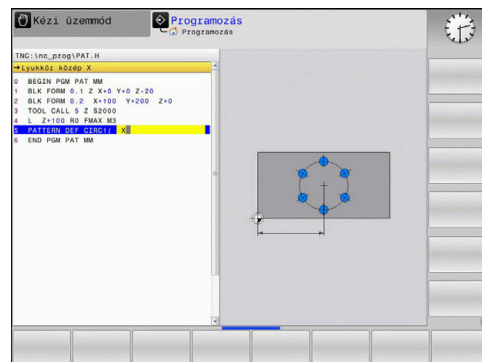 Kézi üzemmód
Programozás
Programozás
TNC:\nc_prog\PAT.H
→Lyukkör közép X
0 BEGIN PGM PAT MM
1 BLK FORM 0.1 Z X+0 Y+0 Z-20
2 BLK FORM 0.2 X+100 Y+200 Z+0
3 TOOL CALL 5 Z S2000
4 L Z+100 R0 FMAX M3
5 PATTERN DEF CIRC1( X
6 END PGM PAT MM